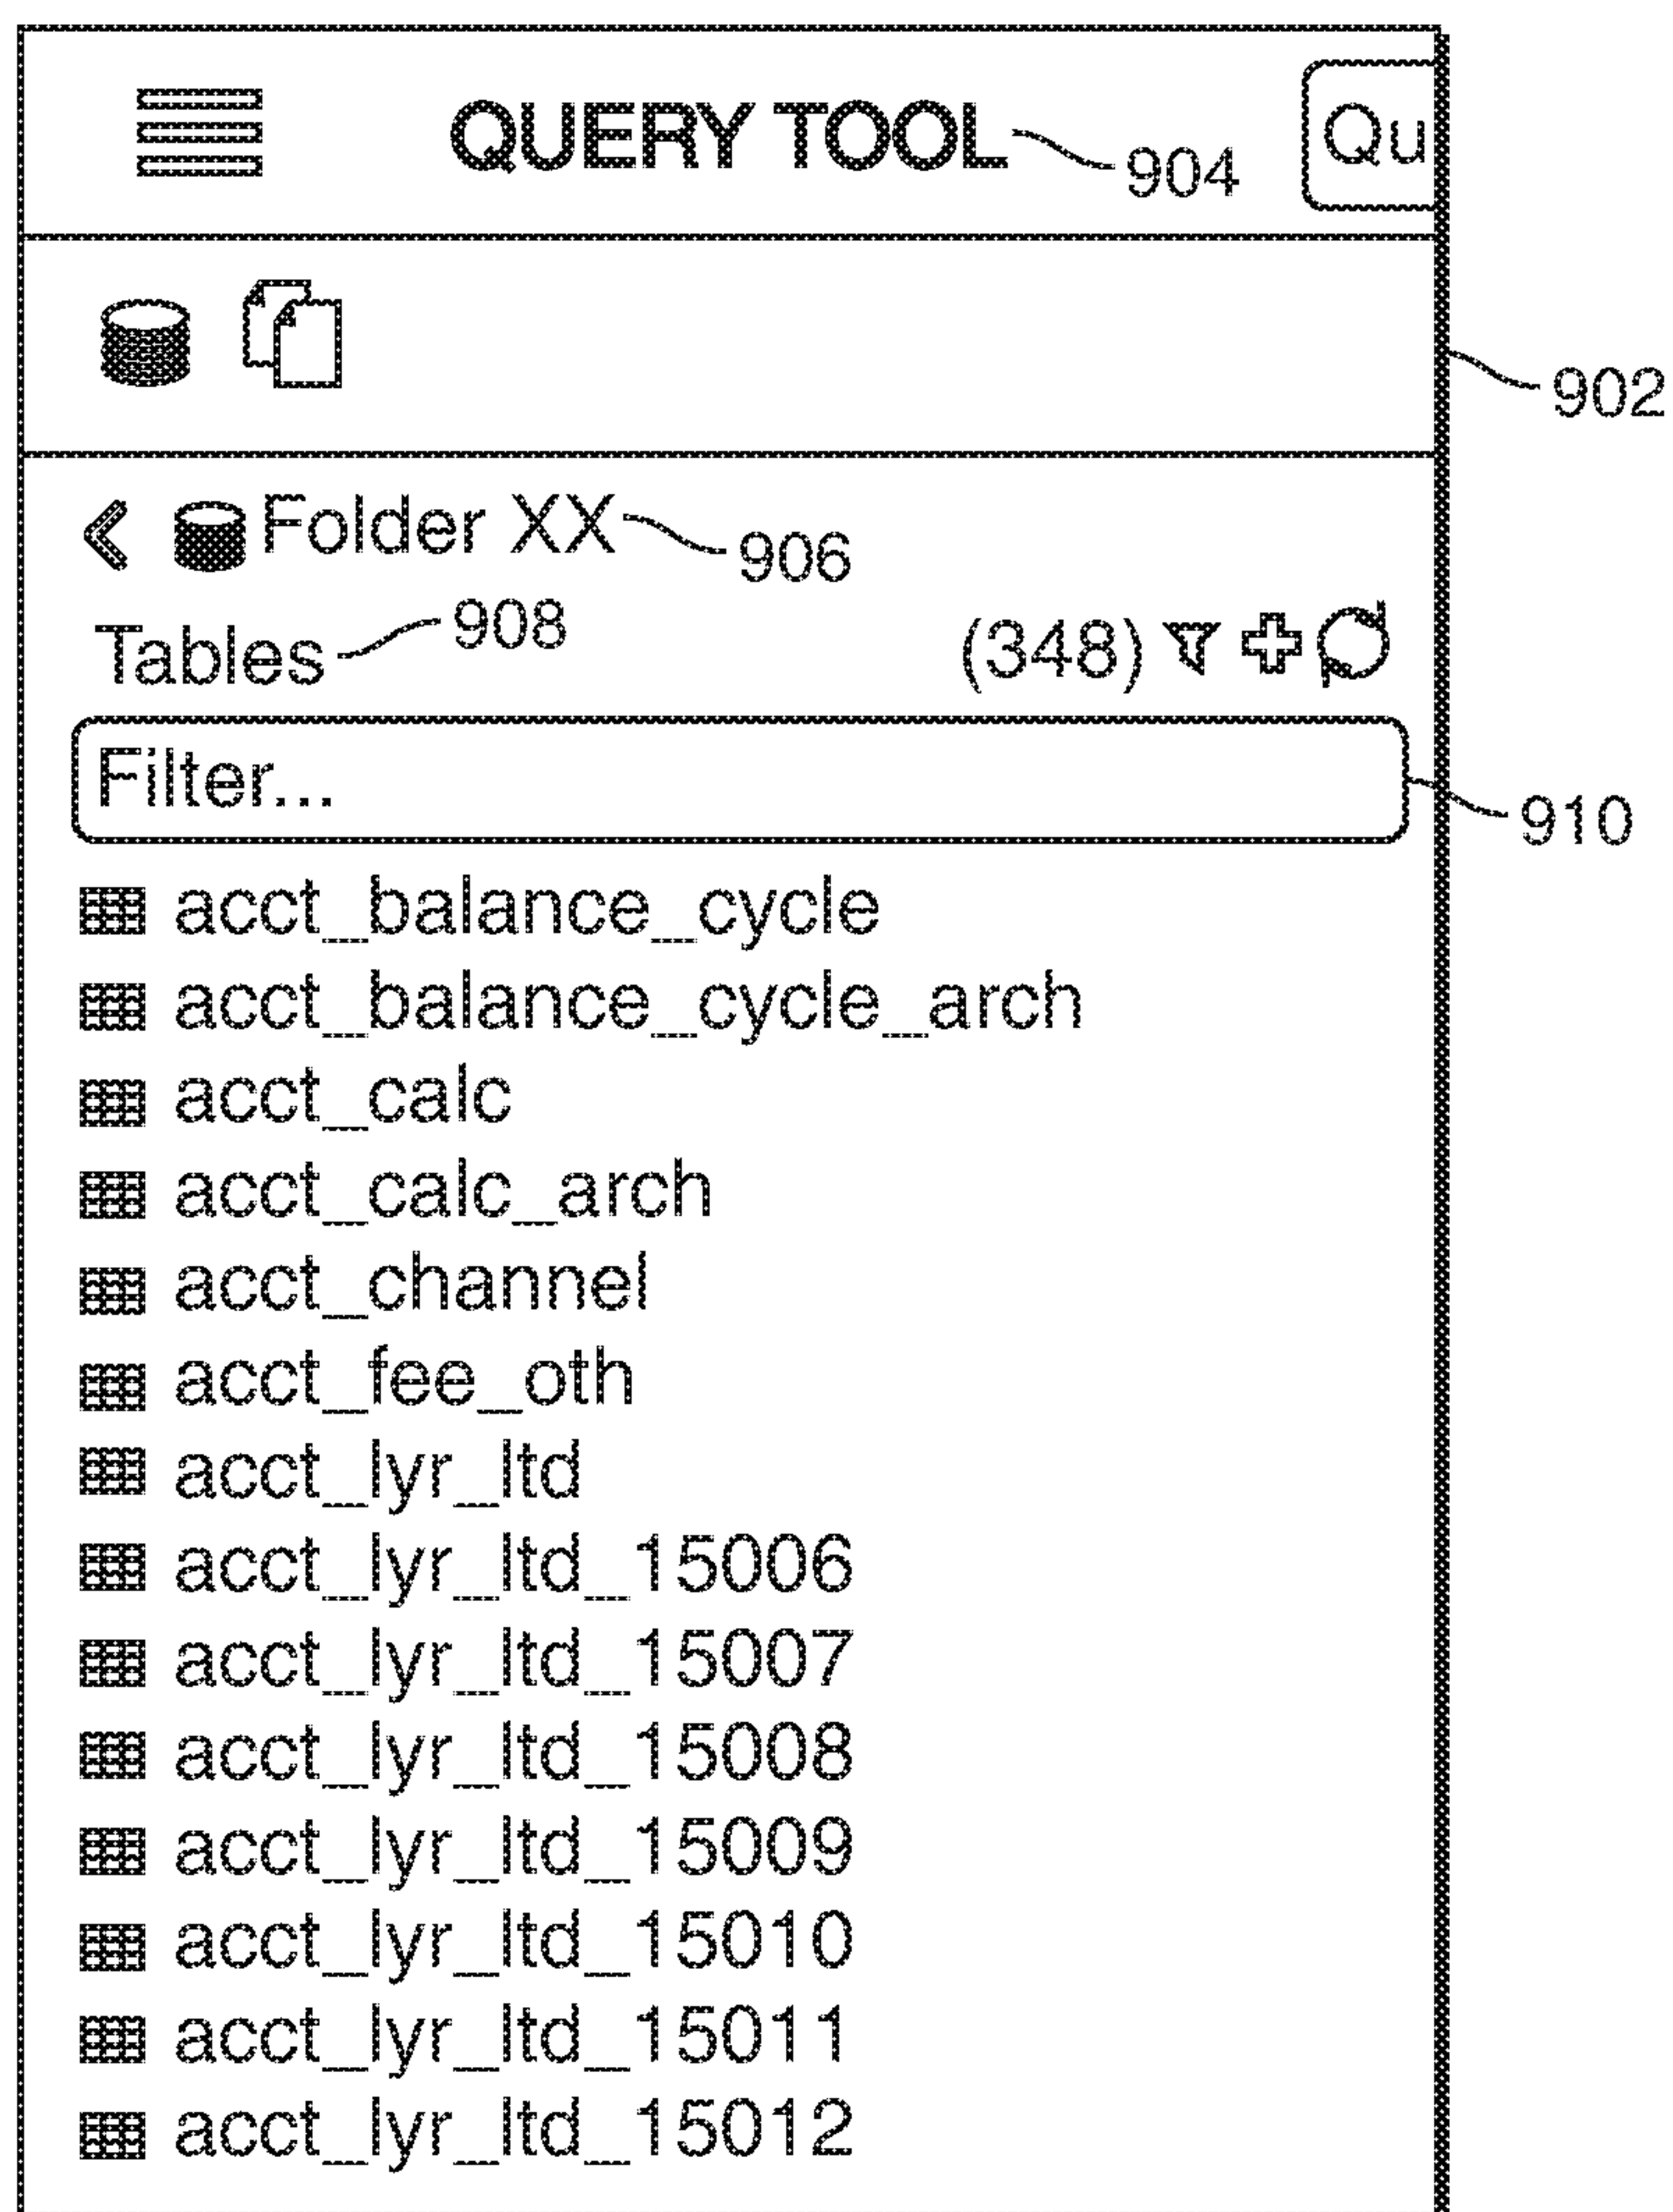 QUERY TOOL 904 Qu
902
Folder XX 906
Tables 908 (348)
Filter...
910
acct_balance_cycle
acct_balance_cycle_arch
acct_calc
acct_calc_arch
acct_channel
acct_fee_oth
acct_lyr_ltd
acct_lyr_ltd_15006
acct_lyr_ltd_15007
acct_lyr_ltd_15008
acct_lyr_ltd_15009
acct_lyr_ltd_15010
acct_lyr_ltd_15011
acct_lyr_ltd_15012